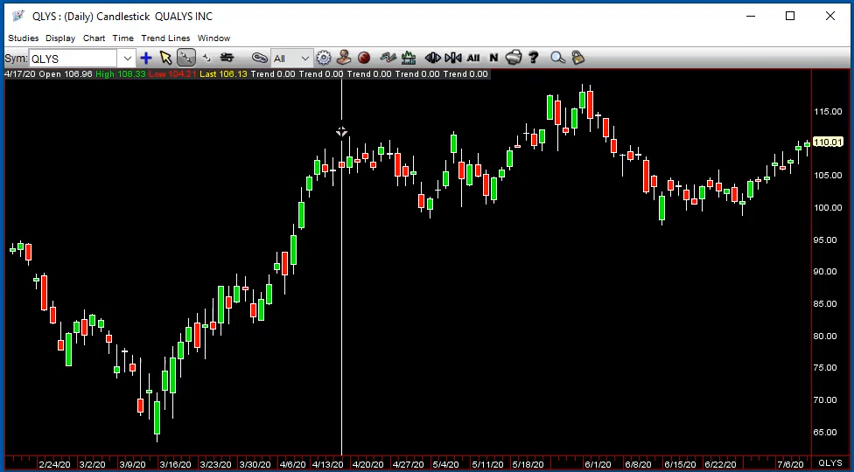 QLYS : (Daily) Candlestick QUALYS INC
Studies Display Chart Time Trend Lines Window
Sym: QLYS All All N ?
4/17/20 Open 106.96 High 108.33 Low 104.21 Last 106.13 Trend 0.00 Trend 0.00 Trend 0.00 Trend 0.00 Trend 0.00
115.00
110.01
105.00
100.00
95.00
90.00
85.00
80.00
75.00
70.00
65.00
2/24/20 3/2/20 3/9/20 3/16/20 3/23/20 3/30/20 4/6/20 4/13/20 4/20/20 4/27/20 5/4/20 5/11/20 5/18/20 6/1/20 6/8/20 6/15/20 6/22/20 7/6/20 QLYS